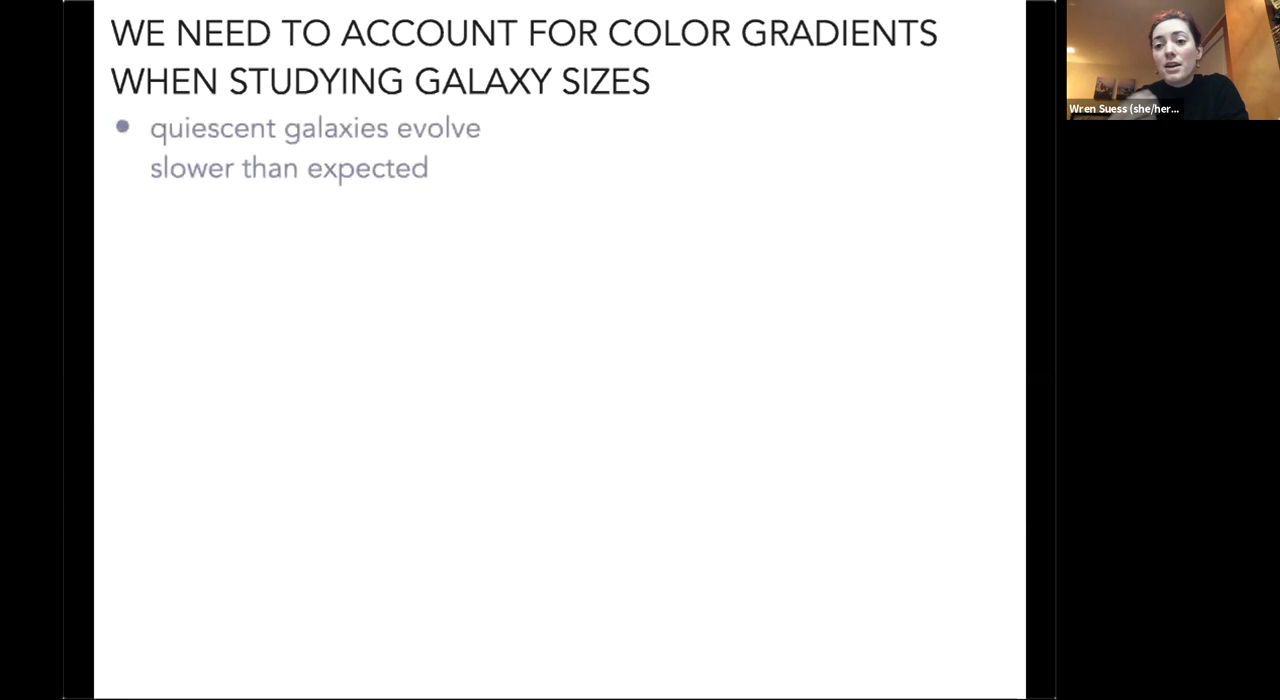 WE NEED TO ACCOUNT FOR COLOR GRADIENTS
WHEN STUDYING GALAXY SIZES
• quiescent galaxies evolve
slower than expected
Wren Suess (she/her...